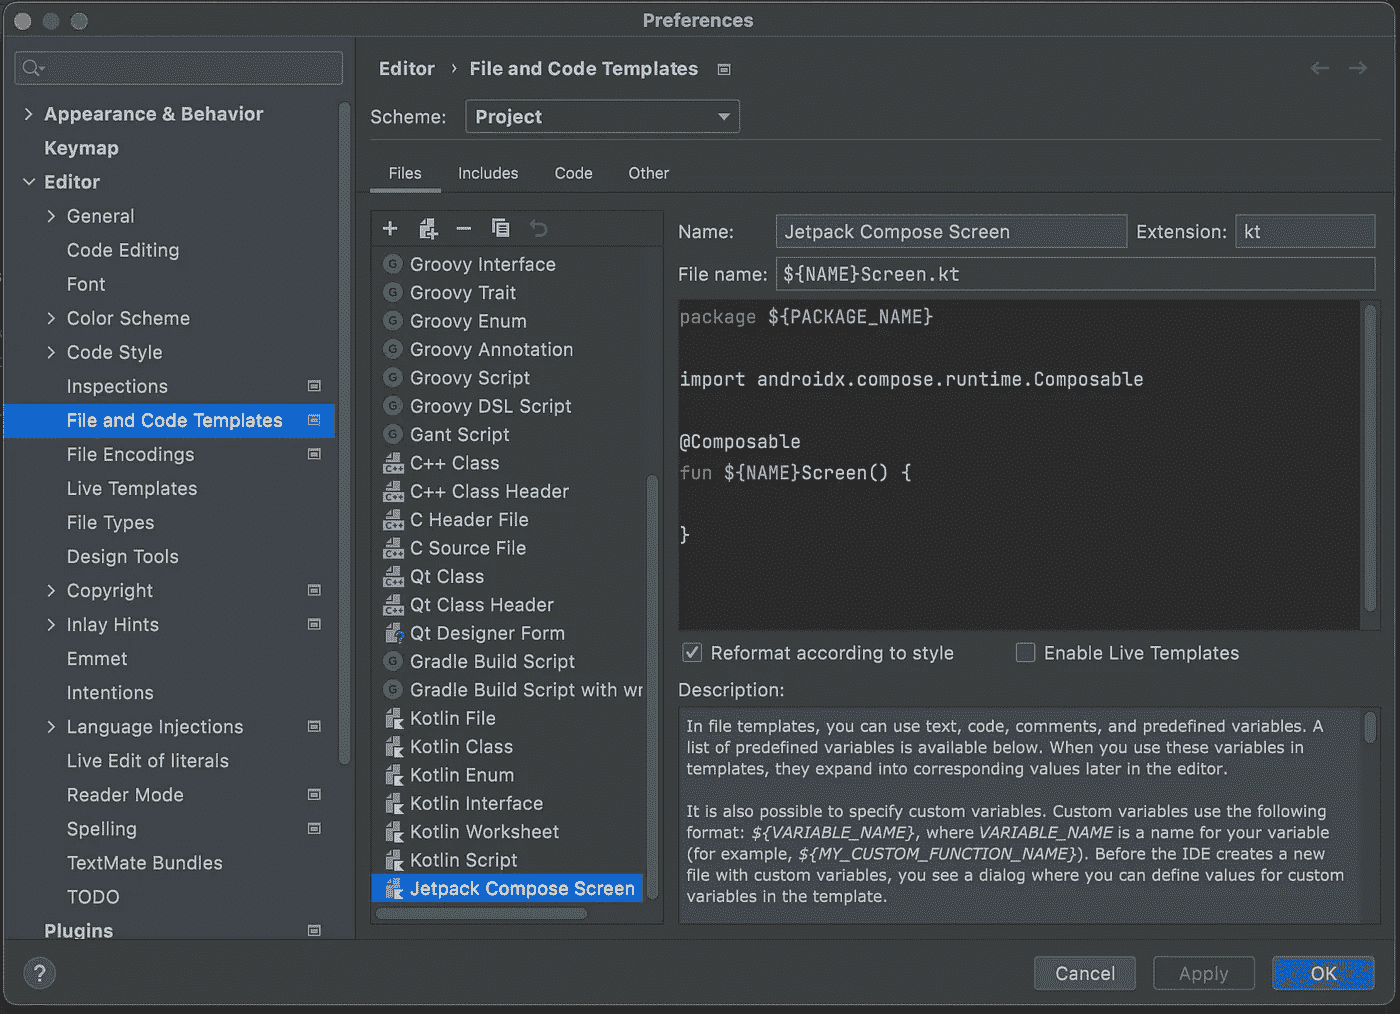 Preferences
Appearance & Behavior
Keymap
Editor
General
Code Editing
Font
Color Scheme
Code Style
Inspections
File and Code Templates
File Encodings
Live Templates
File Types
Design Tools
Copyright
Inlay Hints
Emmet
Intentions
Language Injections
Live Edit of literals
Reader Mode
Spelling
TextMate Bundles
TODO
Plugins
Editor › File and Code Templates
Scheme: Project
Files Includes Code Other
Groovy Interface
Groovy Trait
Groovy Enum
Groovy Annotation
Groovy Script
Groovy DSL Script
Gant Script
C++ Class
C++ Class Header
C Header File
C Source File
Qt Class
Qt Class Header
Qt Designer Form
Gradle Build Script
Gradle Build Script with wr
Kotlin File
Kotlin Class
Kotlin Enum
Kotlin Interface
Kotlin Worksheet
Kotlin Script
Jetpack Compose Screen
Name: Jetpack Compose Screen Extension: kt
File name: ${NAME}Screen.kt
package ${PACKAGE_NAME}
import androidx.compose.runtime.Composable
@Composable
fun ${NAME}Screen() {
}
Reformat according to style Enable Live Templates
Description:
In file templates, you can use text, code, comments, and predefined variables. A
list of predefined variables is available below. When you use these variables in
templates, they expand into corresponding values later in the editor.
It is also possible to specify custom variables. Custom variables use the following
format: ${VARIABLE_NAME}, where VARIABLE_NAME is a name for your variable
(for example, ${MY_CUSTOM_FUNCTION_NAME}). Before the IDE creates a new
file with custom variables, you see a dialog where you can define values for custom
variables in the template.
? Cancel Apply OK